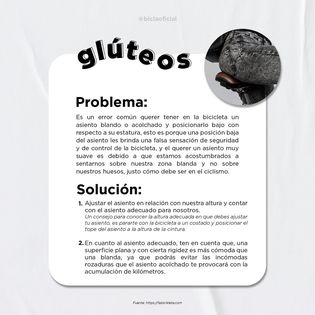 @biciaoficial
glúteos
Problema:
Es un error común querer tener en la bicicleta un
asiento blando o acolchado y posicionarlo bajo con
respecto a su estatura, esto es porque una posición baja
del asiento les brinda una falsa sensación de seguridad
y de control de la bicicleta, y el querer un asiento muy
suave es debido a que estamos acostumbrados a
sentarnos sobre nuestra zona blanda y no sobre
nuestros huesos, justo cómo debe ser en el ciclismo.
Solución:
1. Ajustar el asiento en relación con nuestra altura y contar
con el asiento adecuado para nosotros.
Un consejo para conocer la altura adecuada en que debes ajustar
tu asiento, es pararte con la bicicleta a un costado y posicionar el
tope del asiento a la altura de la cintura.
2. En cuanto al asiento adecuado, ten en cuenta que, una
superficie plana y con cierta rigidez es más cómoda que
una blanda, ya que podrás evitar las incómodas
rozaduras que el asiento acolchado te provocará con la
acumulación de kilómetros.